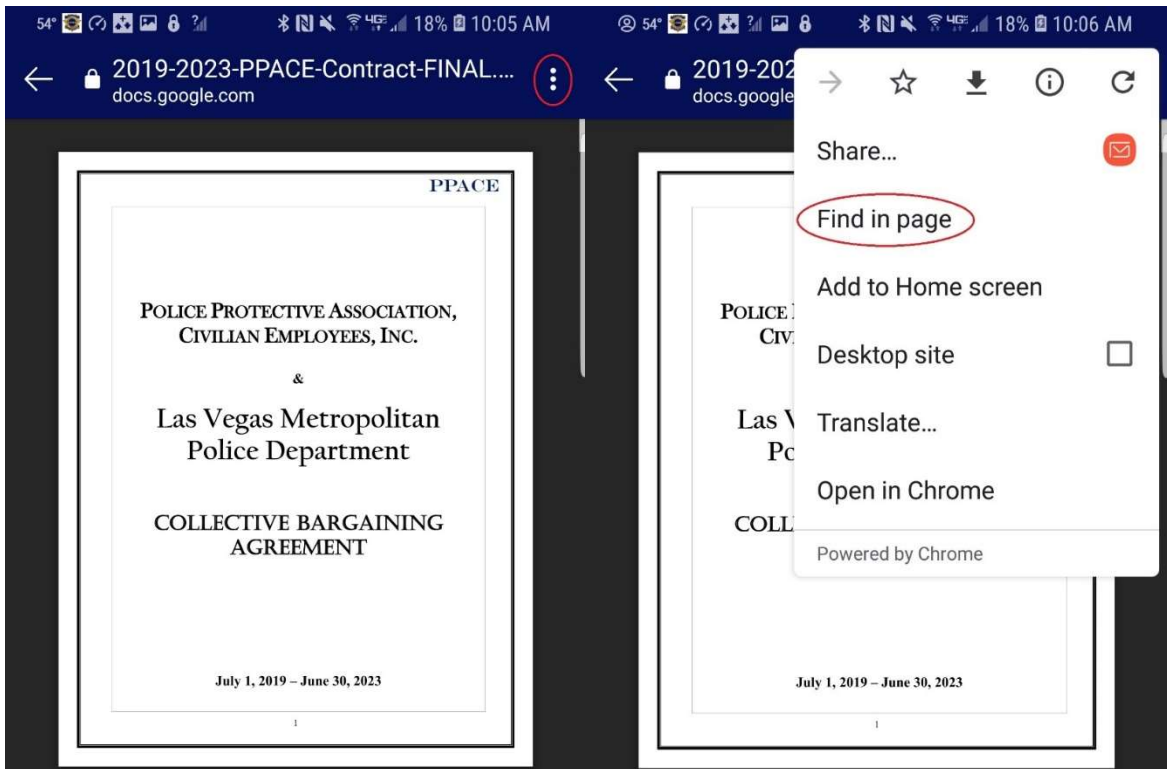 54° 18% 10:05 AM
2019-2023-PPACE-Contract-FINAL....
docs.google.com
PPACE
POLICE PROTECTIVE ASSOCIATION,
CIVILIAN EMPLOYEES, INC.
&
Las Vegas Metropolitan
Police Department
COLLECTIVE BARGAINING
AGREEMENT
July 1, 2019 – June 30, 2023
1
54° 4G 18% 10:06 AM
2019-202
docs.google
Share...
Find in page
Add to Home screen
Desktop site
Translate...
Open in Chrome
Powered by Chrome
POLICE
CIV
Las V
Po
COLL
July 1, 2019 – June 30, 2023
1